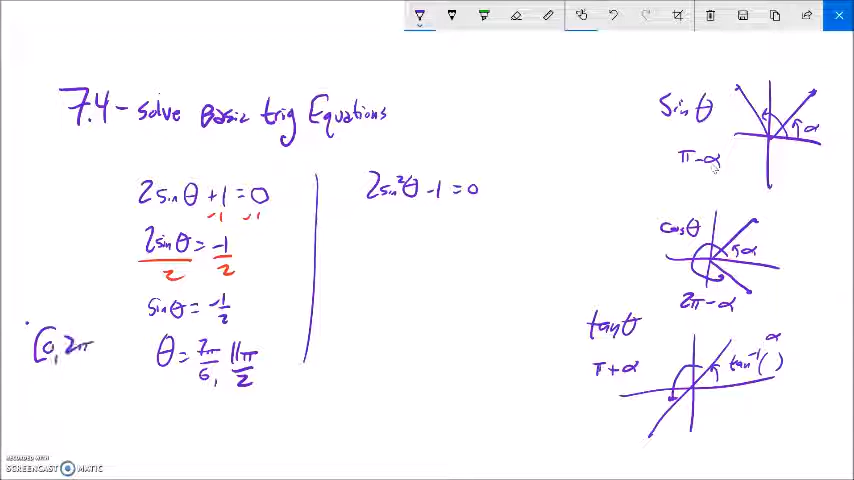 7.4 - Solve Basic trig Equations
2sinθ + 1 = 0
-1 -1
2sinθ = -1
2 2
sinθ = -1/2
θ = 7π/6, 11π/2
[0, 2π
2sin²θ - 1 = 0
sinθ
α
π-α
cosθ
α
2π-α
tanθ
α
π+α
tan⁻¹( )
RECORDED WITH
SCREENCAST MATIC